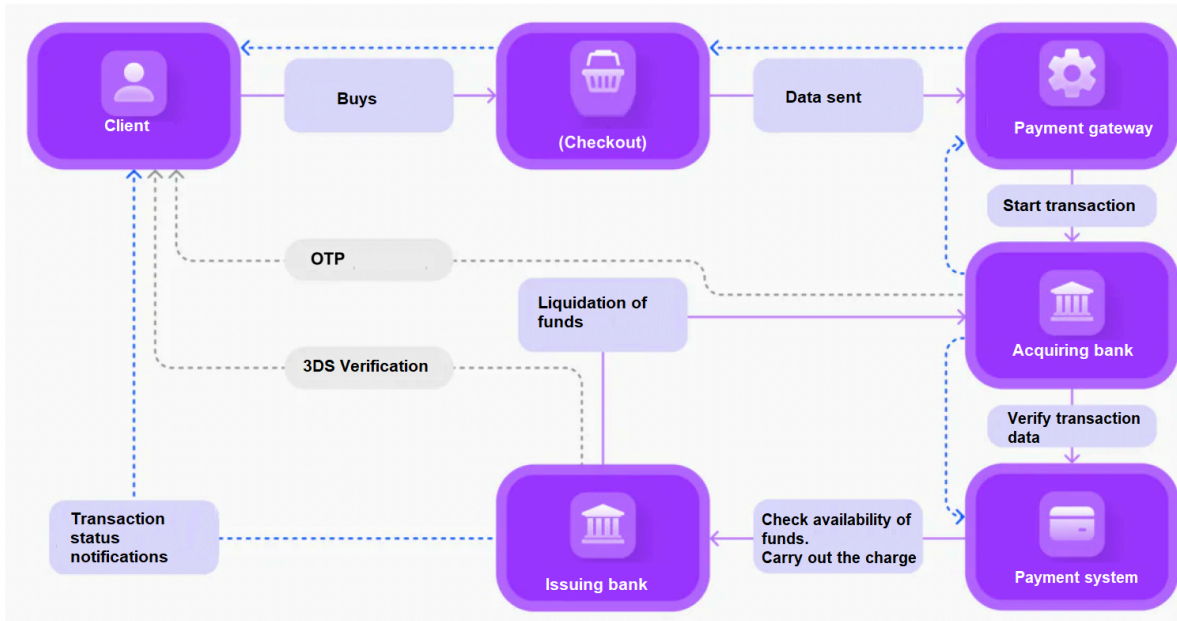 Buys
Data sent
Client
(Checkout)
Payment gateway
Start transaction
OTP
Liquidation of
funds
Acquiring bank
3DS Verification
Verify transaction
data
Transaction
status
notifications
Check availability of
funds.
Carry out the charge
Issuing bank
Payment system